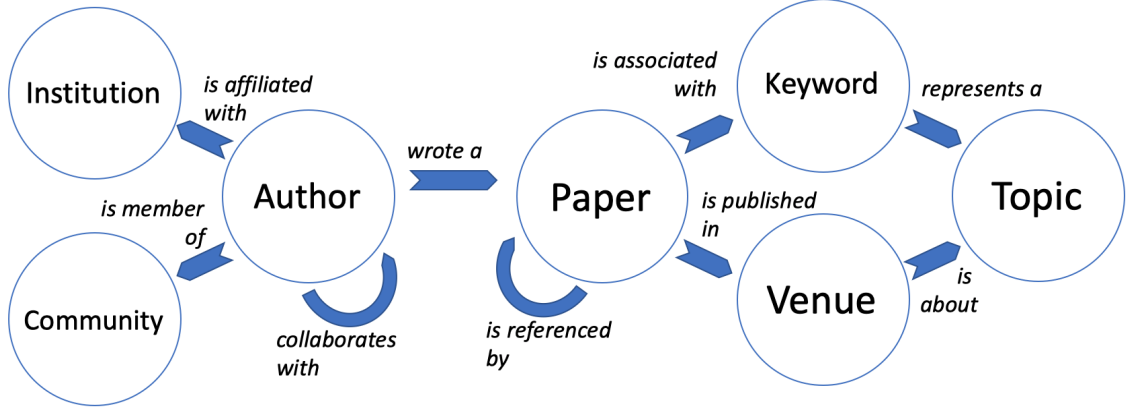 Institution
is affiliated
with
Author
is member
of
Community
collaborates
with
wrote a
Paper
is referenced
by
is associated
with
Keyword
represents a
is published
in
Venue
is
about
Topic